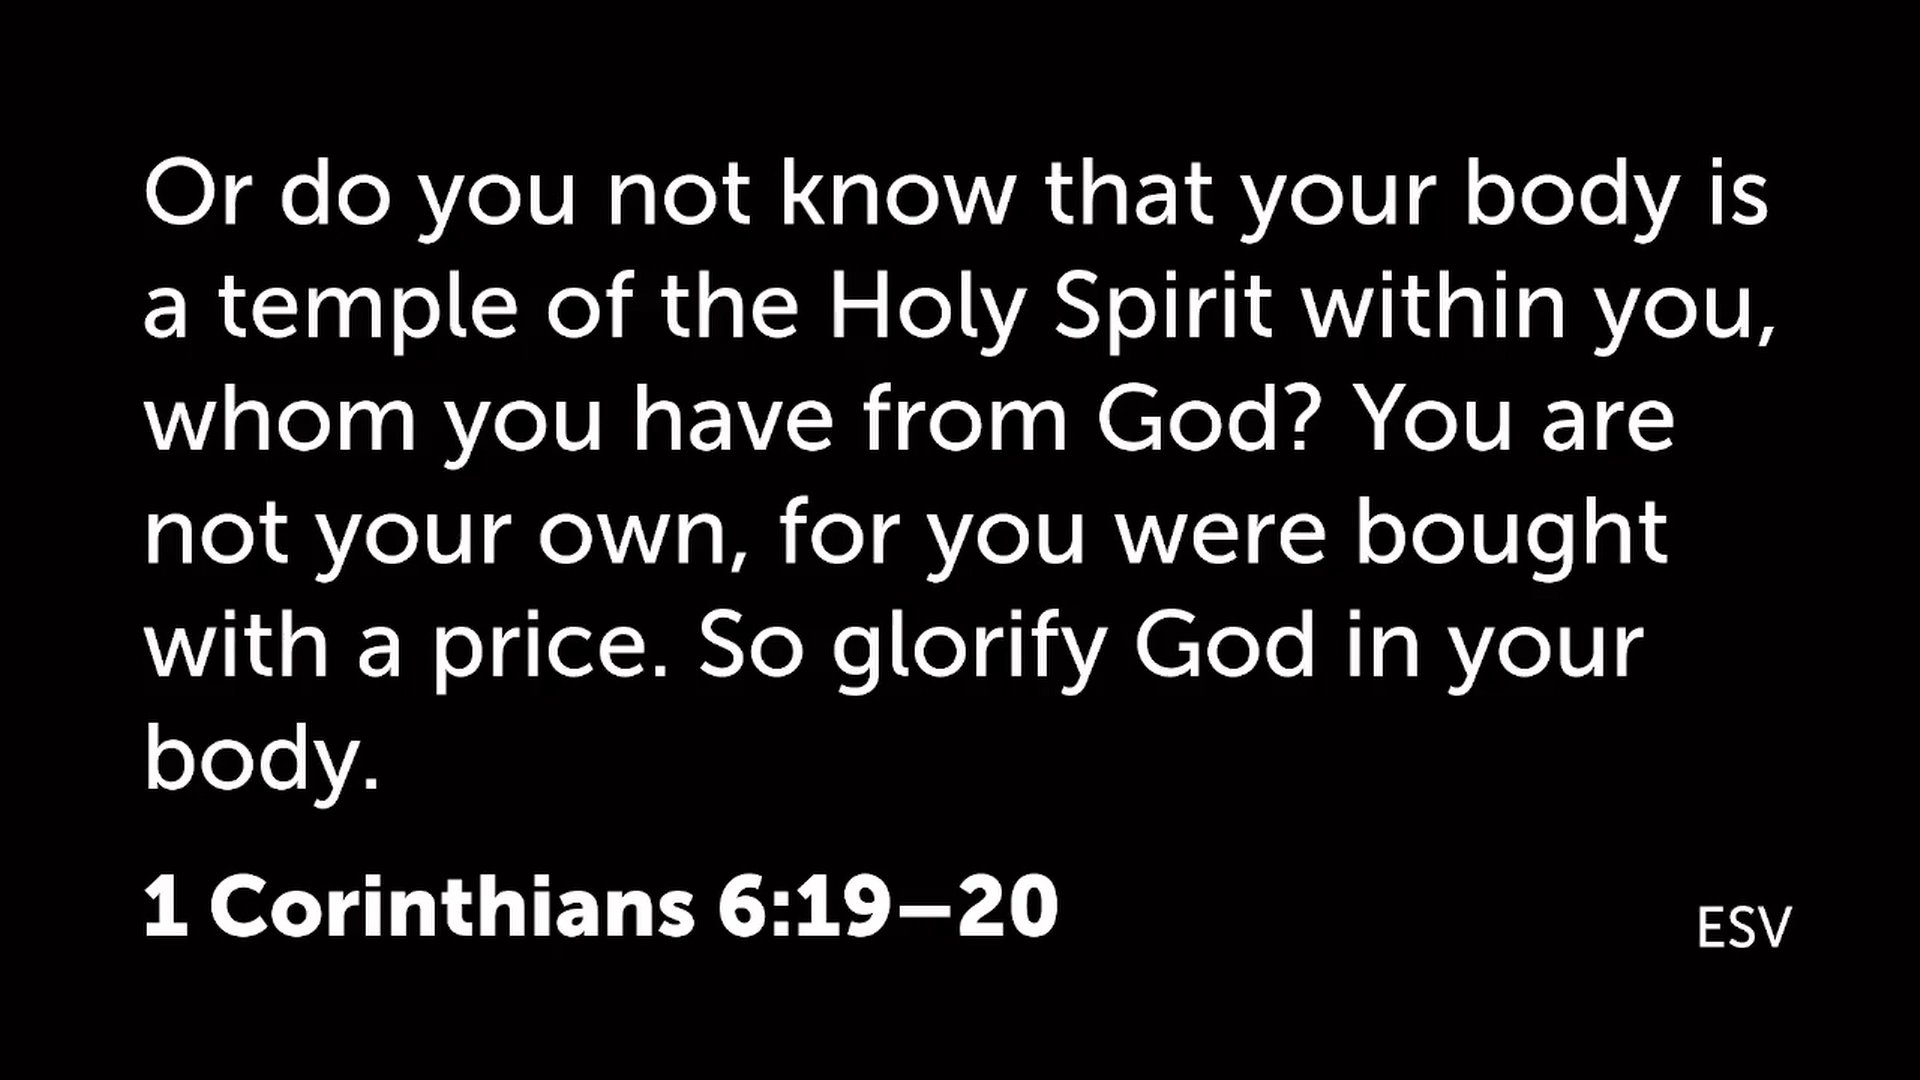 Or do you not know that your body is
a temple of the Holy Spirit within you,
whom you have from God? You are
not your own, for you were bought
with a price. So glorify God in your
body.
1 Corinthians 6:19–20
ESV